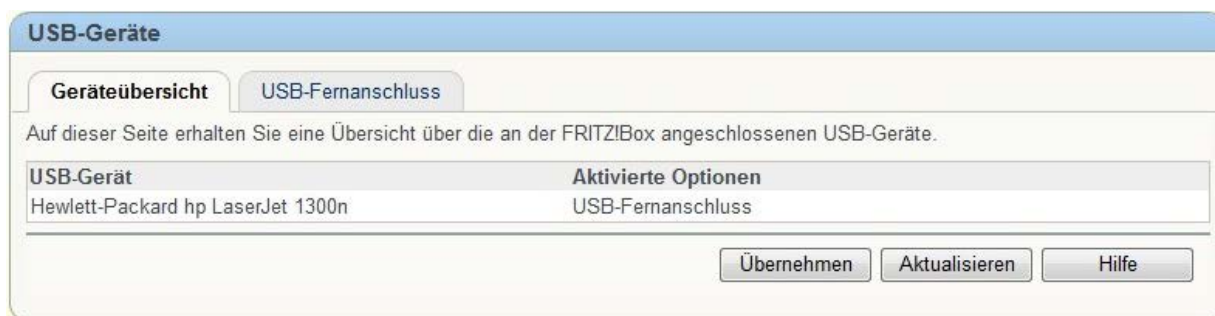 USB-Geräte
Geräteübersicht USB-Fernanschluss
Auf dieser Seite erhalten Sie eine Übersicht über die an der FRITZ!Box angeschlossenen USB-Geräte.
USB-Gerät Aktivierte Optionen
Hewlett-Packard hp LaserJet 1300n USB-Fernanschluss
Übernehmen Aktualisieren Hilfe